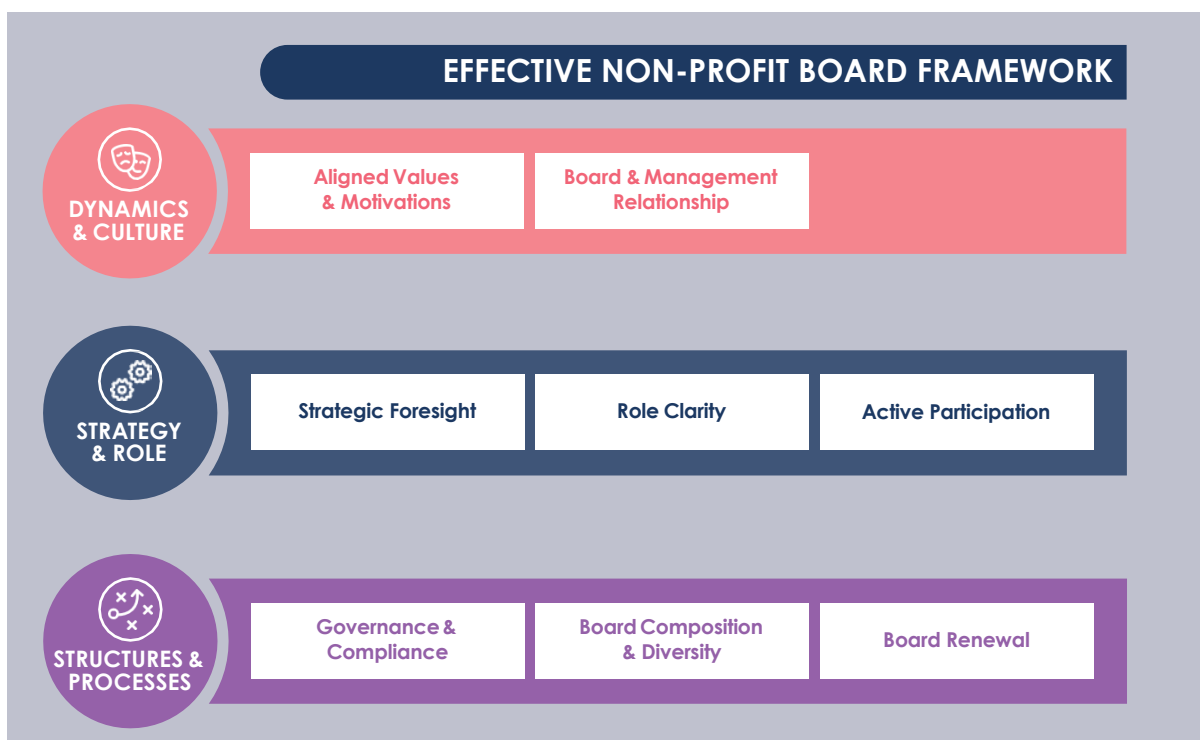 EFFECTIVE NON-PROFIT BOARD FRAMEWORK
DYNAMICS
& CULTURE
Aligned Values
& Motivations
Board & Management
Relationship
STRATEGY
& ROLE
Strategic Foresight
Role Clarity
Active Participation
STRUCTURES &
PROCESSES
Governance &
Compliance
Board Composition
& Diversity
Board Renewal